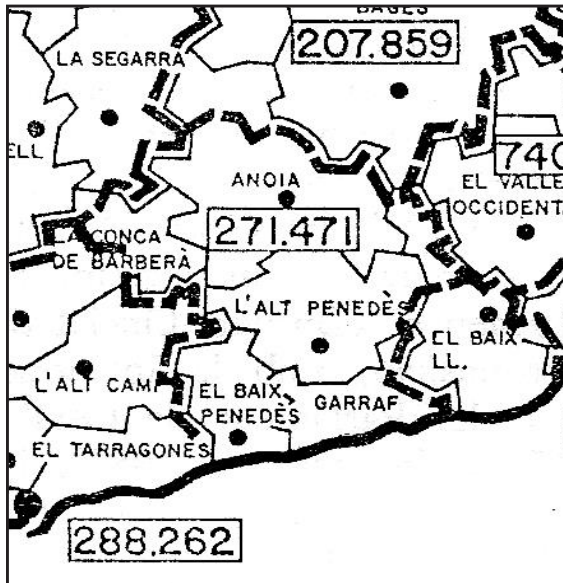 BAGES
207.859
LA SEGARRA
ELL
740
ANOIA
EL VALLE
OCCIDENT
271.471
LA CONCA
DE BARBERÀ
L'ALT PENEDÈS
EL BAIX
LL.
L'ALT CAMP
EL BAIX
PENEDÈS
GARRAF
EL TARRAGONÈS
288.262